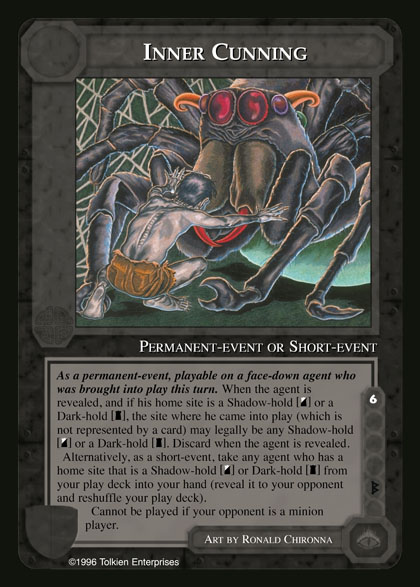 INNER CUNNING
PERMANENT-EVENT OR SHORT-EVENT
As a permanent-event, playable on a face-down agent who
was brought into play this turn. When the agent is
revealed, and if his home site is a Shadow-hold [] or a
Dark-hold [], the site where he came into play (which is
not represented by a card) may legally be any Shadow-hold
[] or a Dark-hold []. Discard when the agent is revealed.
Alternatively, as a short-event, take any agent who has a
home site that is a Shadow-hold [] or Dark-hold [] from
your play deck into your hand (reveal it to your opponent
and reshuffle your play deck).
Cannot be played if your opponent is a minion
player.
6
ART BY RONALD CHIRONNA
©1996 Tolkien Enterprises